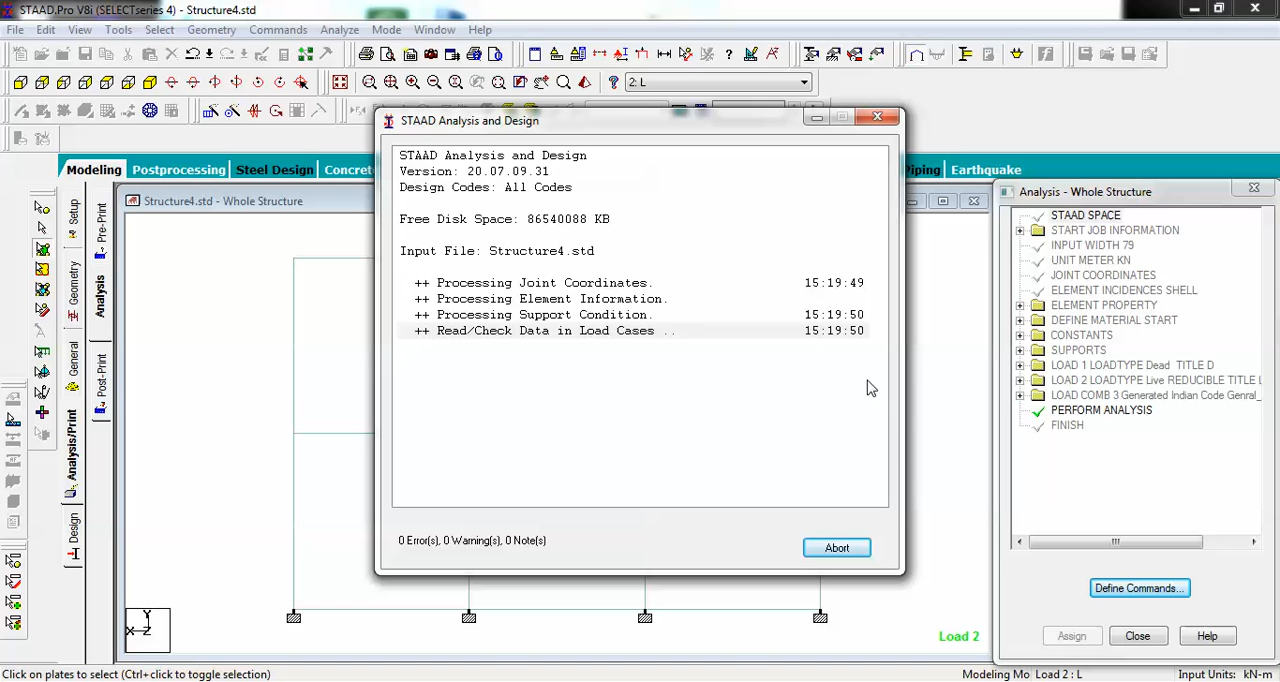 STAAD.Pro V8i (SELECTseries 4) - Structure4.std
File Edit View Tools Select Geometry Commands Analyze Mode Window Help
2: L
Modeling Postprocessing Steel Design Concrete Piping Earthquake
Structure4.std - Whole Structure
Setup
Geometry
General
Analysis/Print
Design
Pre-Print
Analysis
Post-Print
STAAD Analysis and Design
STAAD Analysis and Design
Version: 20.07.09.31
Design Codes: All Codes
Free Disk Space: 86540088 KB
Input File: Structure4.std
++ Processing Joint Coordinates. 15:19:49
++ Processing Element Information.
++ Processing Support Condition. 15:19:50
++ Read/Check Data in Load Cases .. 15:19:50
0 Error(s), 0 Warning(s), 0 Note(s)
Abort
Y
X Z
Load 2
Analysis - Whole Structure
STAAD SPACE
START JOB INFORMATION
INPUT WIDTH 79
UNIT METER KN
JOINT COORDINATES
ELEMENT INCIDENCES SHELL
ELEMENT PROPERTY
DEFINE MATERIAL START
CONSTANTS
SUPPORTS
LOAD 1 LOADTYPE Dead TITLE D
LOAD 2 LOADTYPE Live REDUCIBLE TITLE L
LOAD COMB 3 Generated Indian Code Genral_
PERFORM ANALYSIS
FINISH
Define Commands...
Assign Close Help
Click on plates to select (Ctrl+click to toggle selection) Modeling Mo Load 2 : L Input Units: kN-m